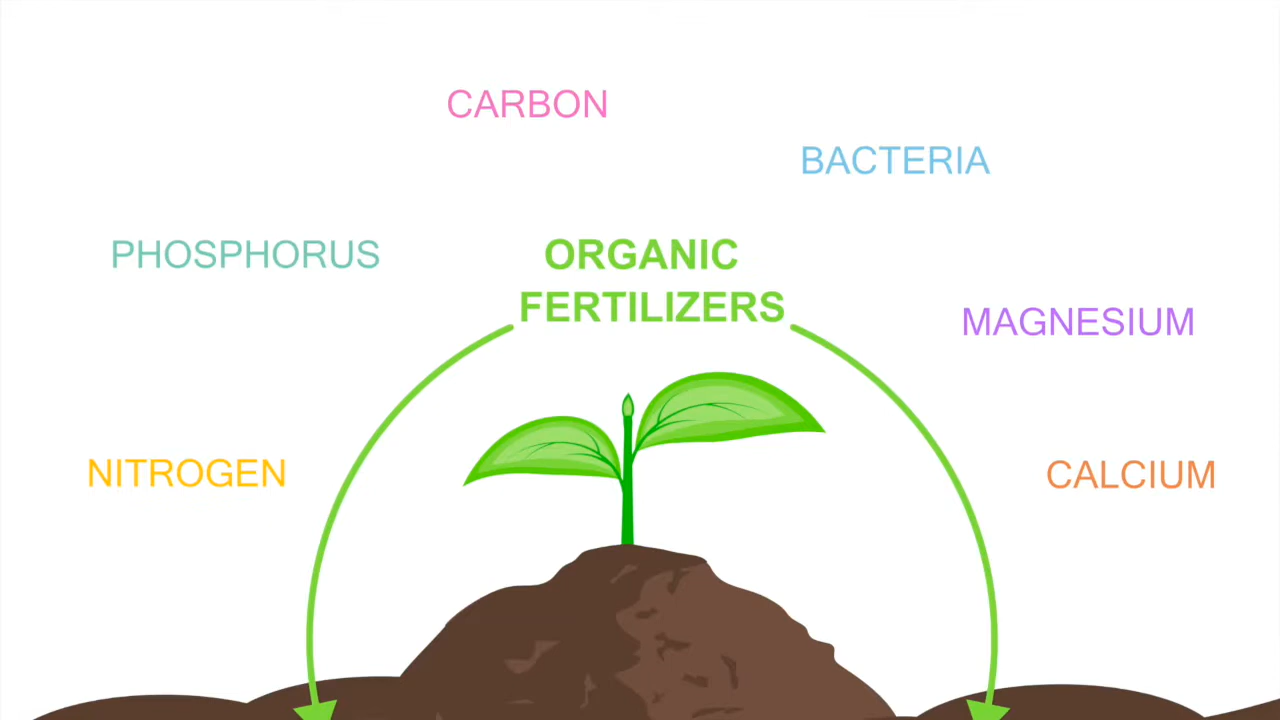 CARBON
BACTERIA
PHOSPHORUS
ORGANIC
FERTILIZERS
MAGNESIUM
NITROGEN
CALCIUM